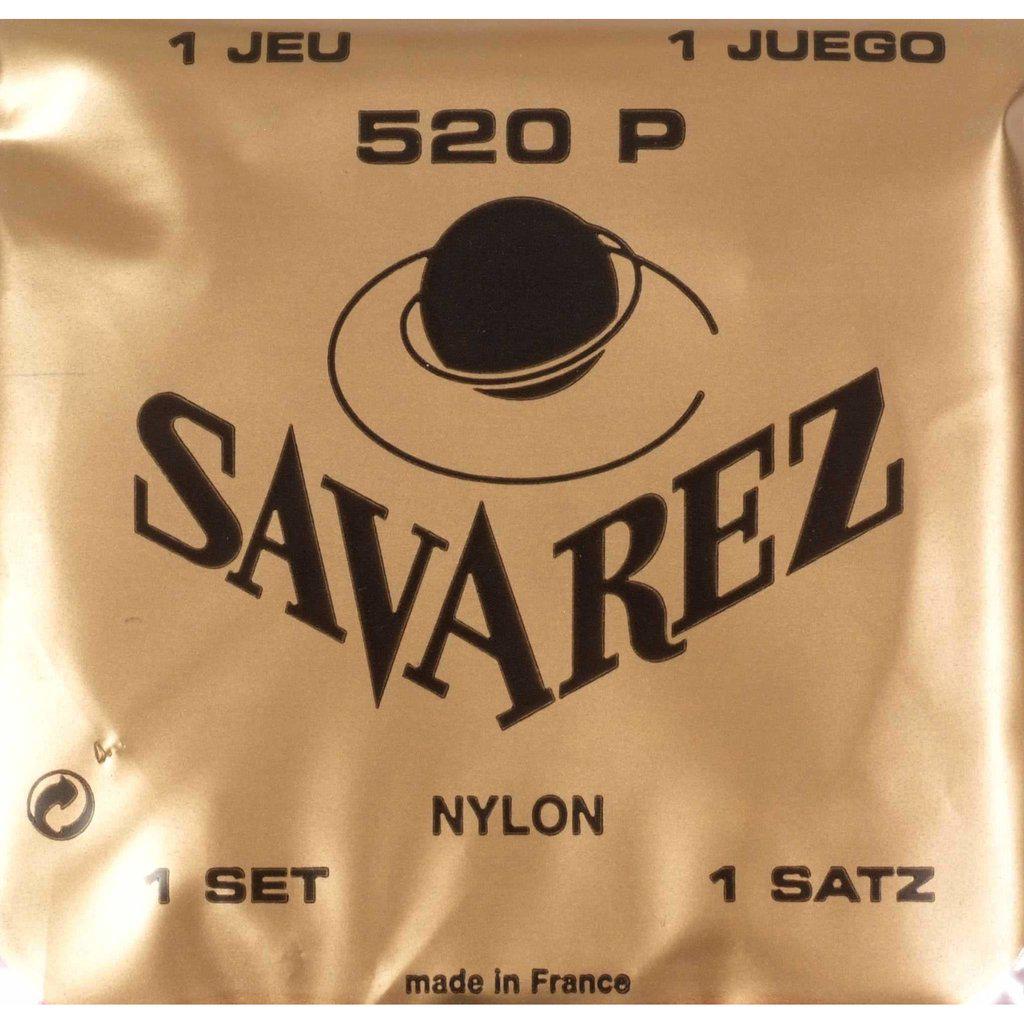 1 JEU 1 JUEGO
520 P
SAVAREZ
NYLON
1 SET 1 SATZ
made in France